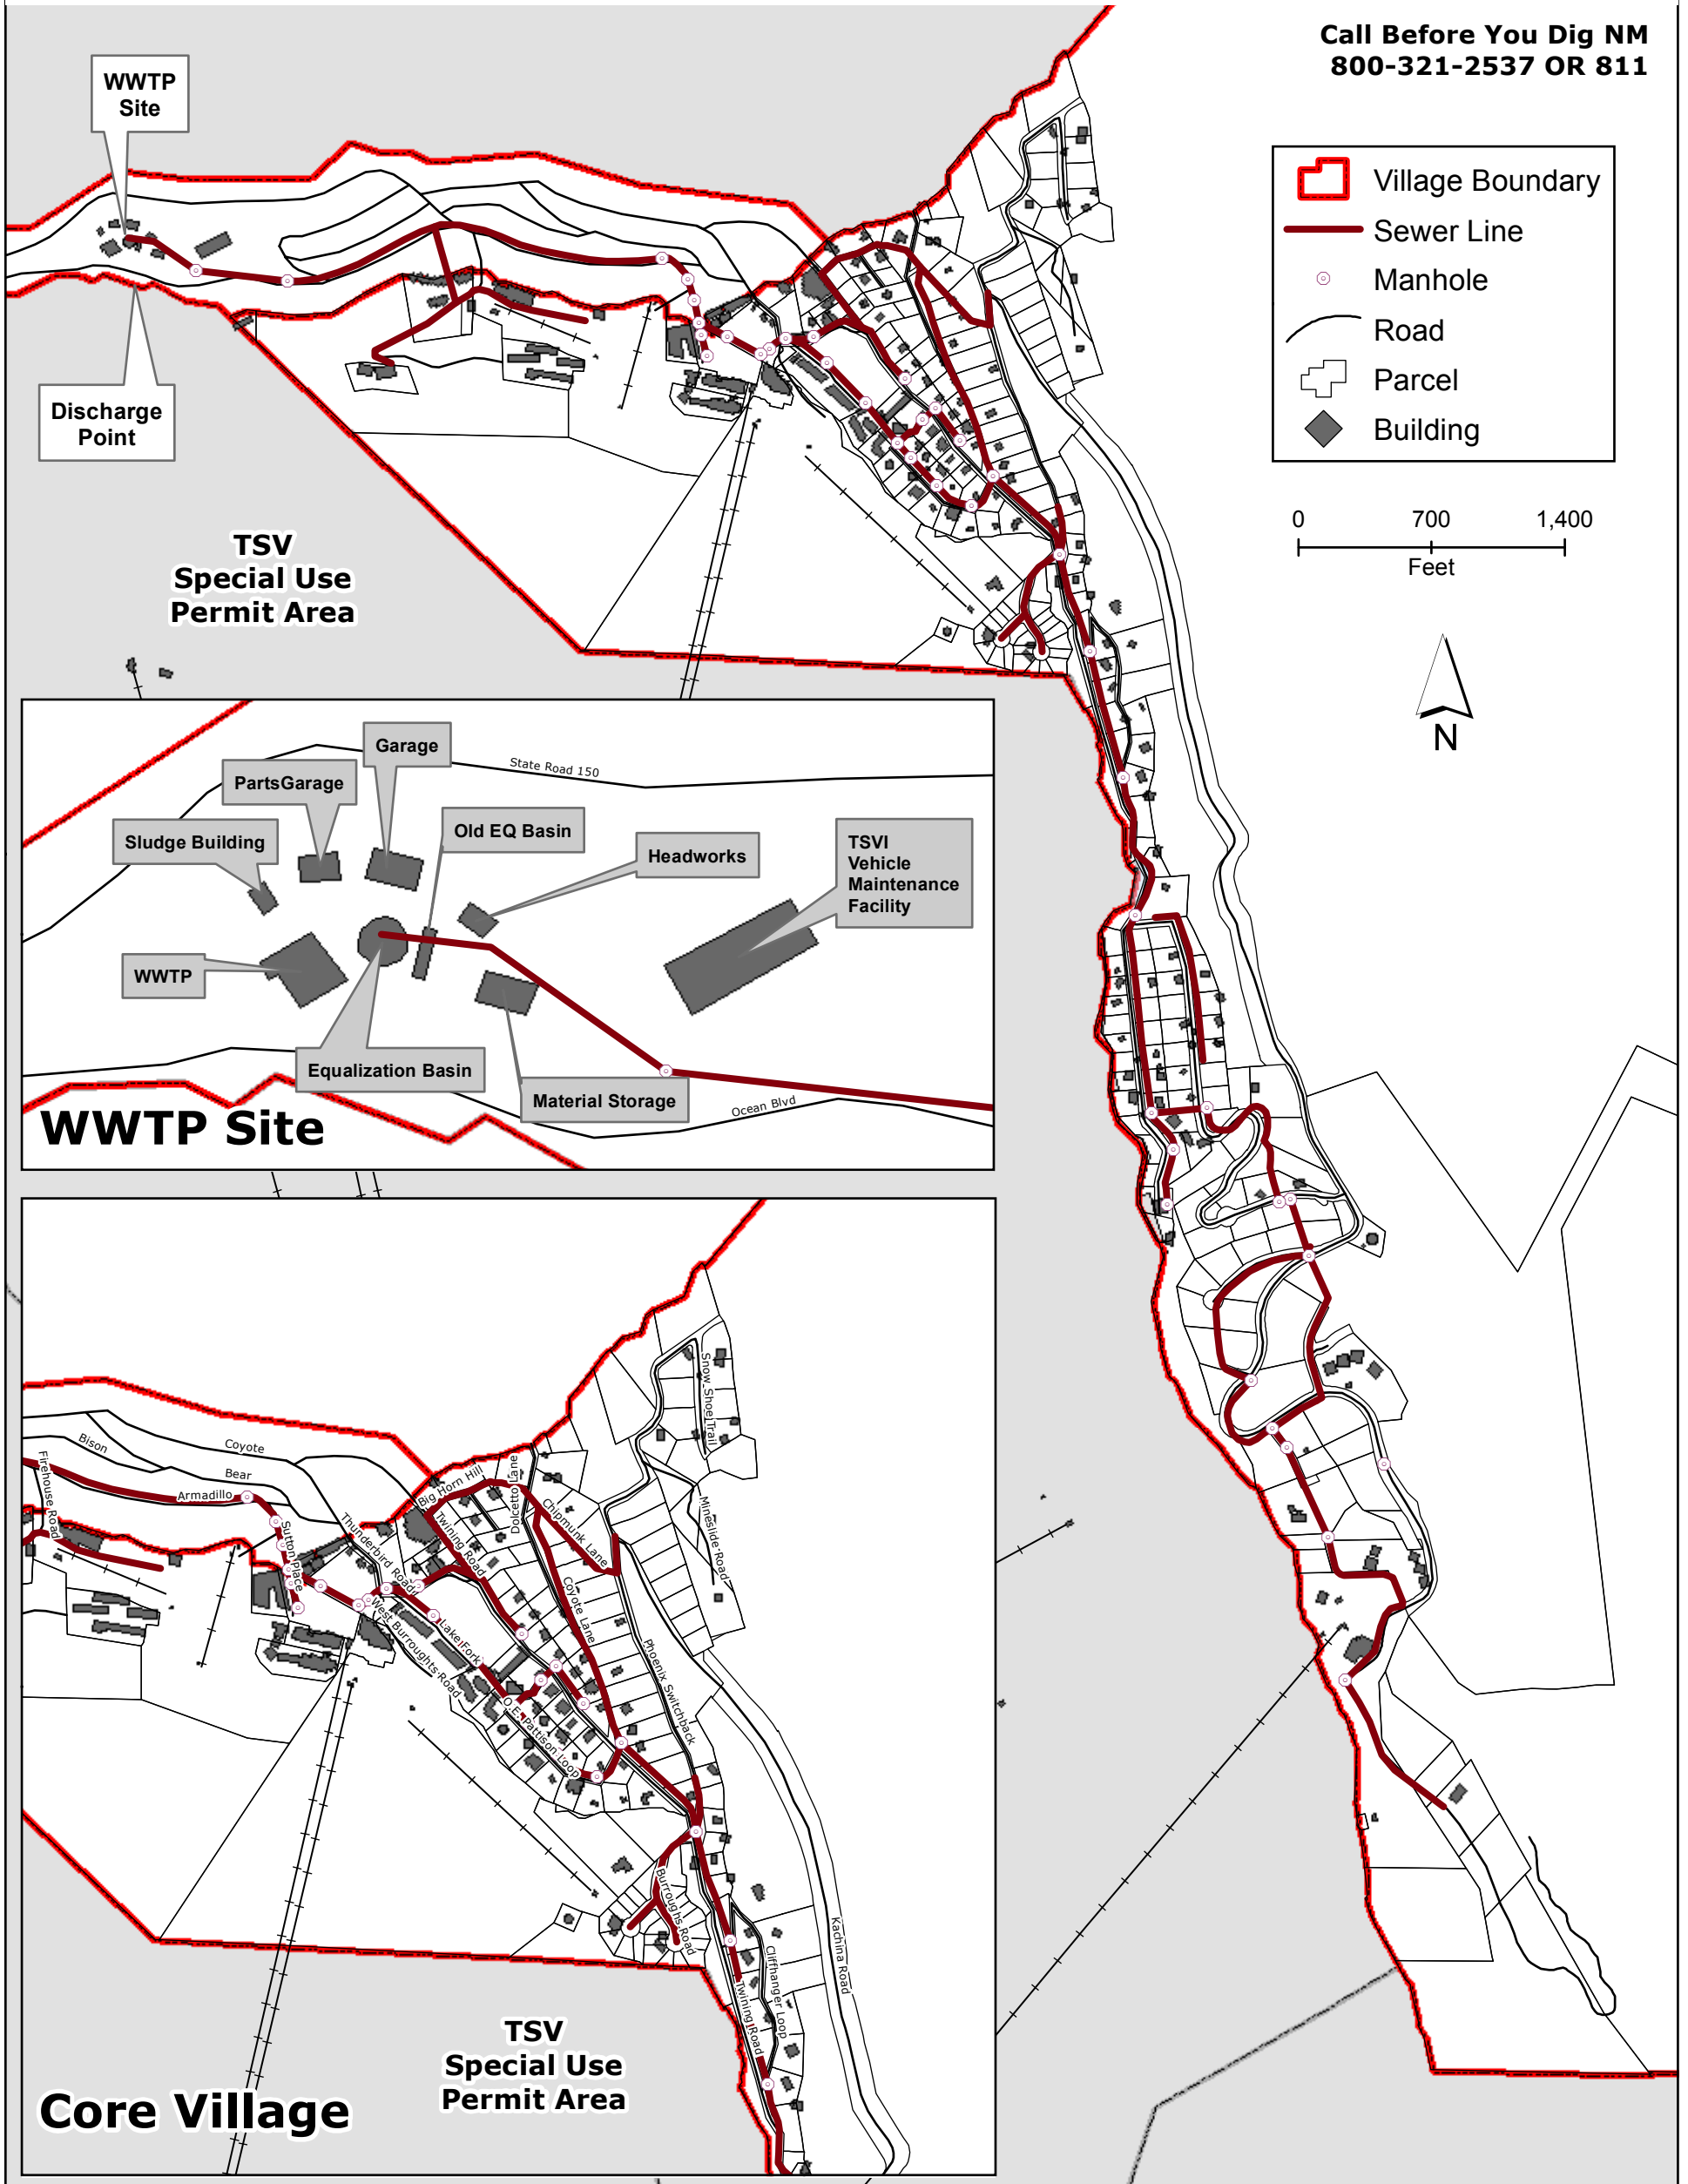 Call Before You Dig NM
800-321-2537 OR 811
WWTP
Site
Village Boundary
Sewer Line
Manhole
Road
Parcel
Building
Discharge
Point
0 700 1,400
Feet
N
TSV
Special Use
Permit Area
Garage
State Road 150
PartsGarage
Old EQ Basin
Sludge Building
Headworks
TSVI
Vehicle
Maintenance
Facility
WWTP
Equalization Basin
Material Storage
Ocean Blvd
WWTP Site
Snow Shoe Trail
Coyote
Bison
Bear
Armadillo
Firehouse Road
Sutton Place
Thunderbird Road
Big Horn Hill
Dolcetto Lane
Twining Road
Chipmunk Lane
Mineslide Road
Coyote Lane
Lake Fork
West Burroughts Road
Phoenix Switchback
O.E. Pattison Loop
Burroughs Road
Kachina Road
Cliffhanger Loop
Twining Road
TSV
Special Use
Permit Area
Core Village